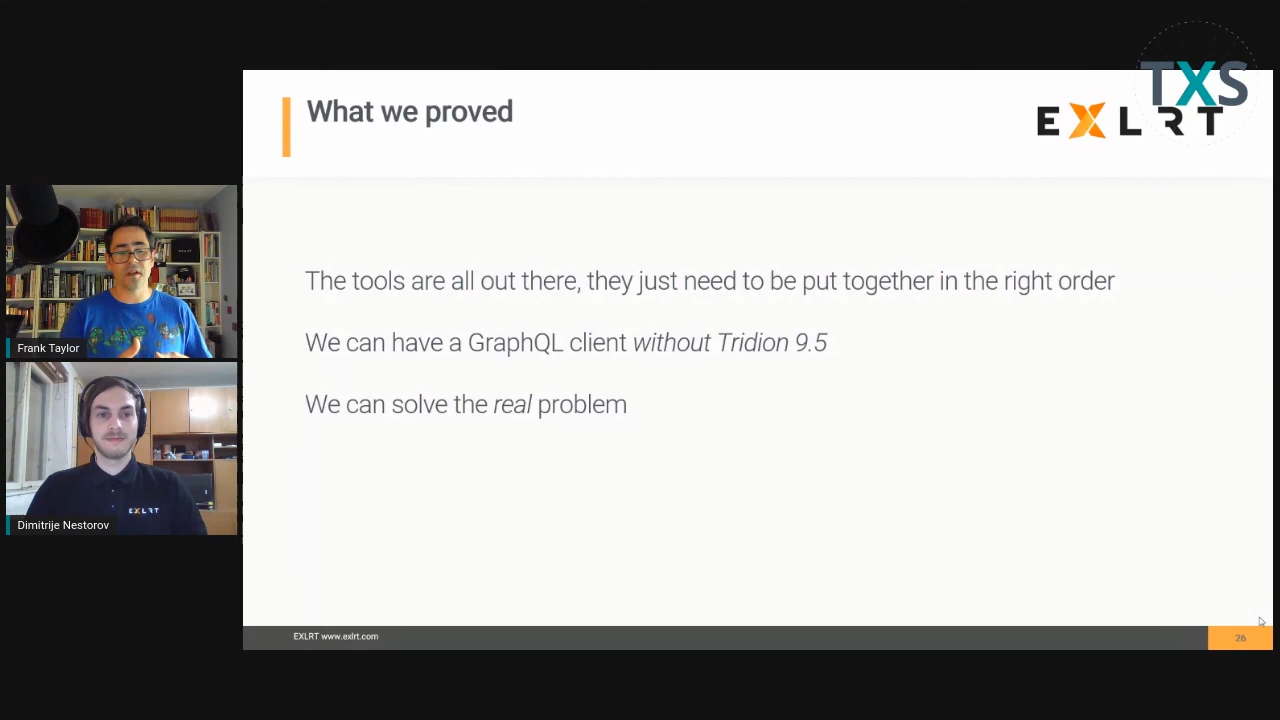 TXS
What we proved
EXLRT
The tools are all out there, they just need to be put together in the right order
We can have a GraphQL client without Tridion 9.5
We can solve the real problem
Frank Taylor
EXLRT
Dimitrije Nestorov
EXLRT www.exlrt.com
26